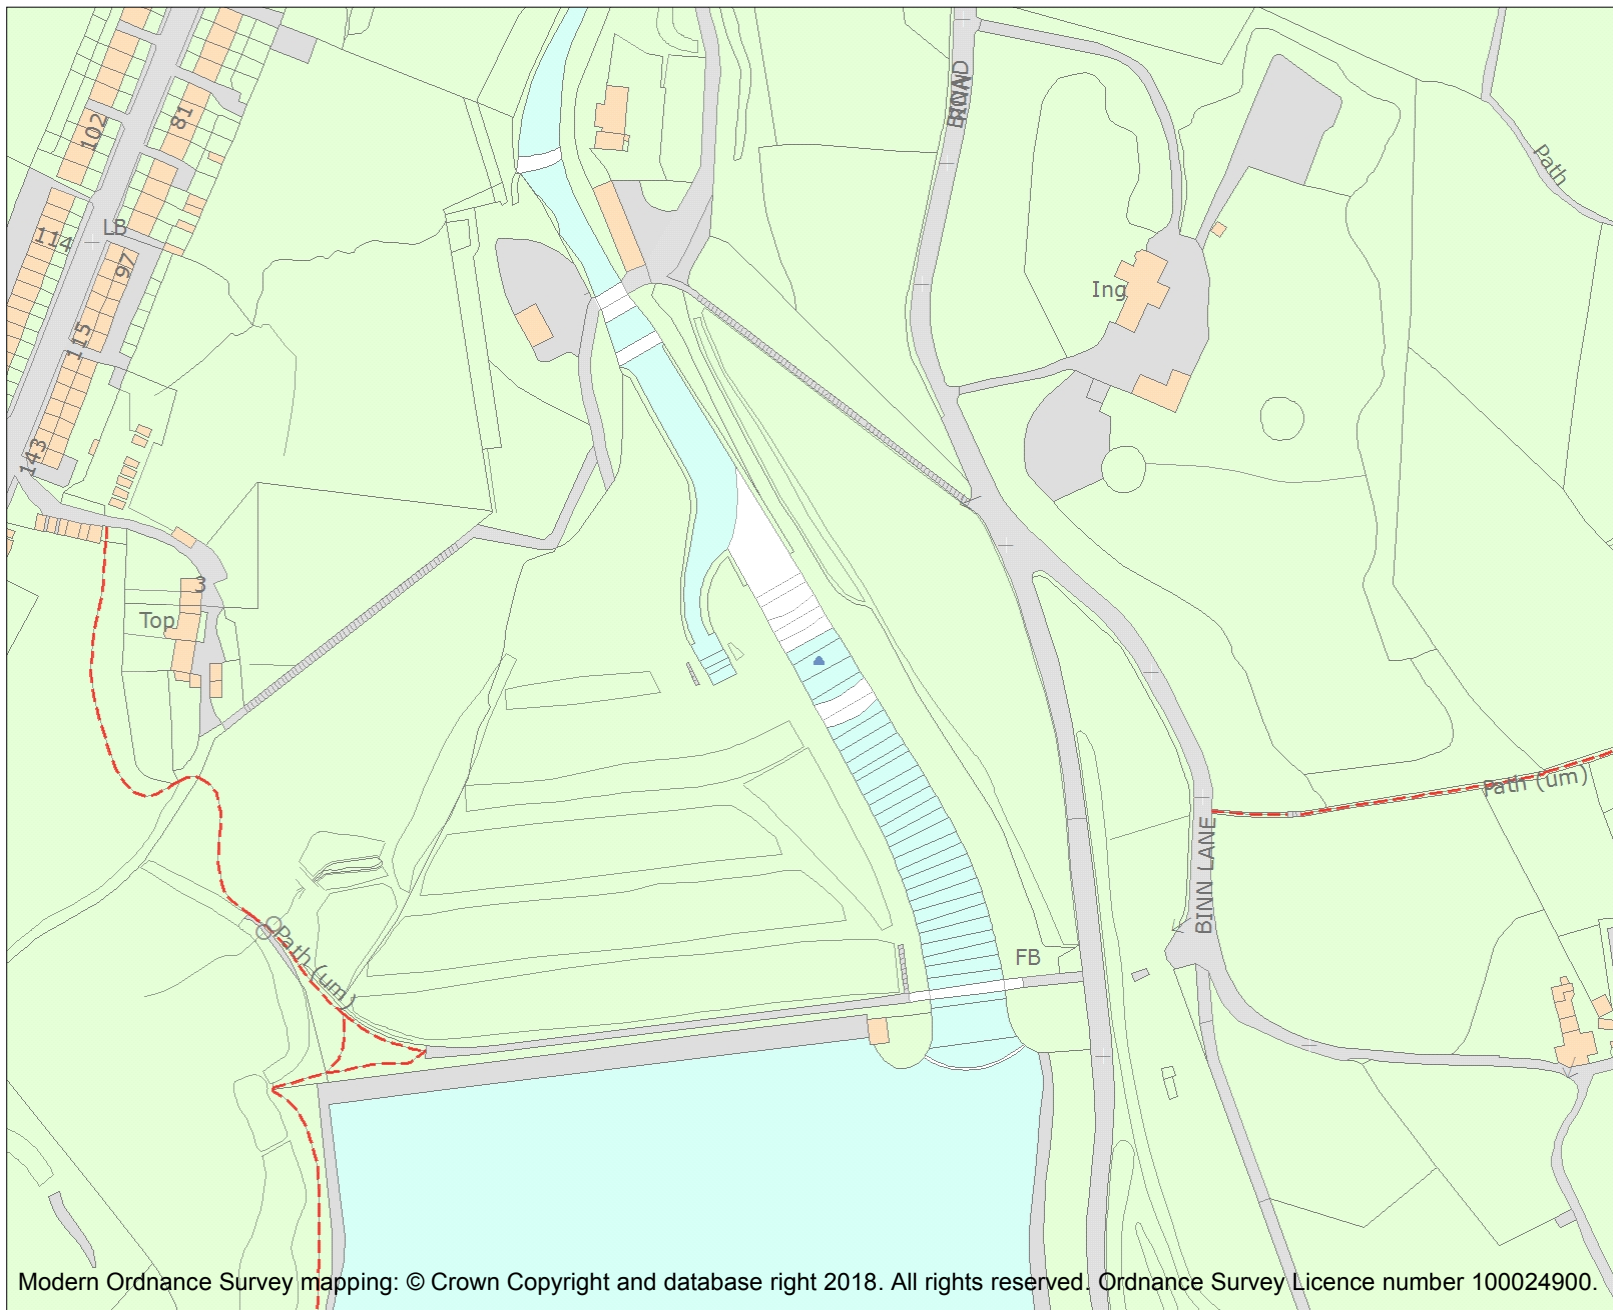 BINN
ROAD
Path
102
81
LB
114
97
Ing
115
143
3
Top
Path (um)
BINN LANE
Path (um)
FB
Modern Ordnance Survey mapping: © Crown Copyright and database right 2018. All rights reserved. Ordnance Survey Licence number 100024900.